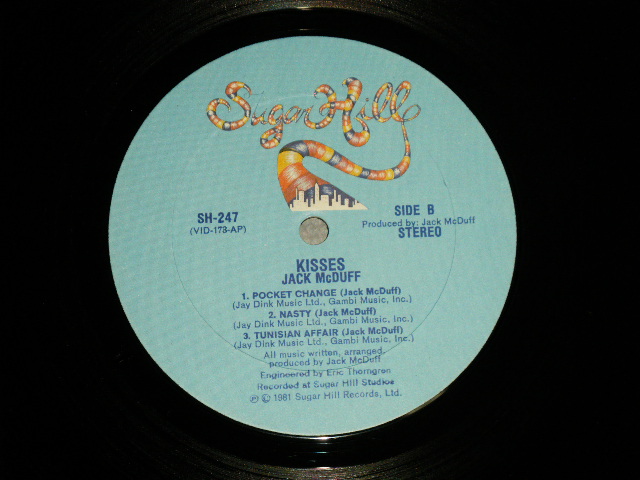 Sugar Hill
SH-247
(VID-178-AP)
SIDE B
Produced by: Jack McDuff
STEREO
KISSES
JACK McDUFF
1. POCKET CHANGE (Jack McDuff)
(Jay Dink Music Ltd., Gambi Music, Inc.)
2. NASTY (Jack McDuff)
(Jay Dink Music Ltd., Gambi Music, Inc.)
3. TUNISIAN AFFAIR (Jack McDuff)
(Jay Dink Music Ltd., Gambi Music, Inc.)
All music written, arranged,
produced by Jack McDuff
Engineered by Eric Thorngren
Recorded at Sugar Hill Studios
℗ © 1981 Sugar Hill Records, Ltd.